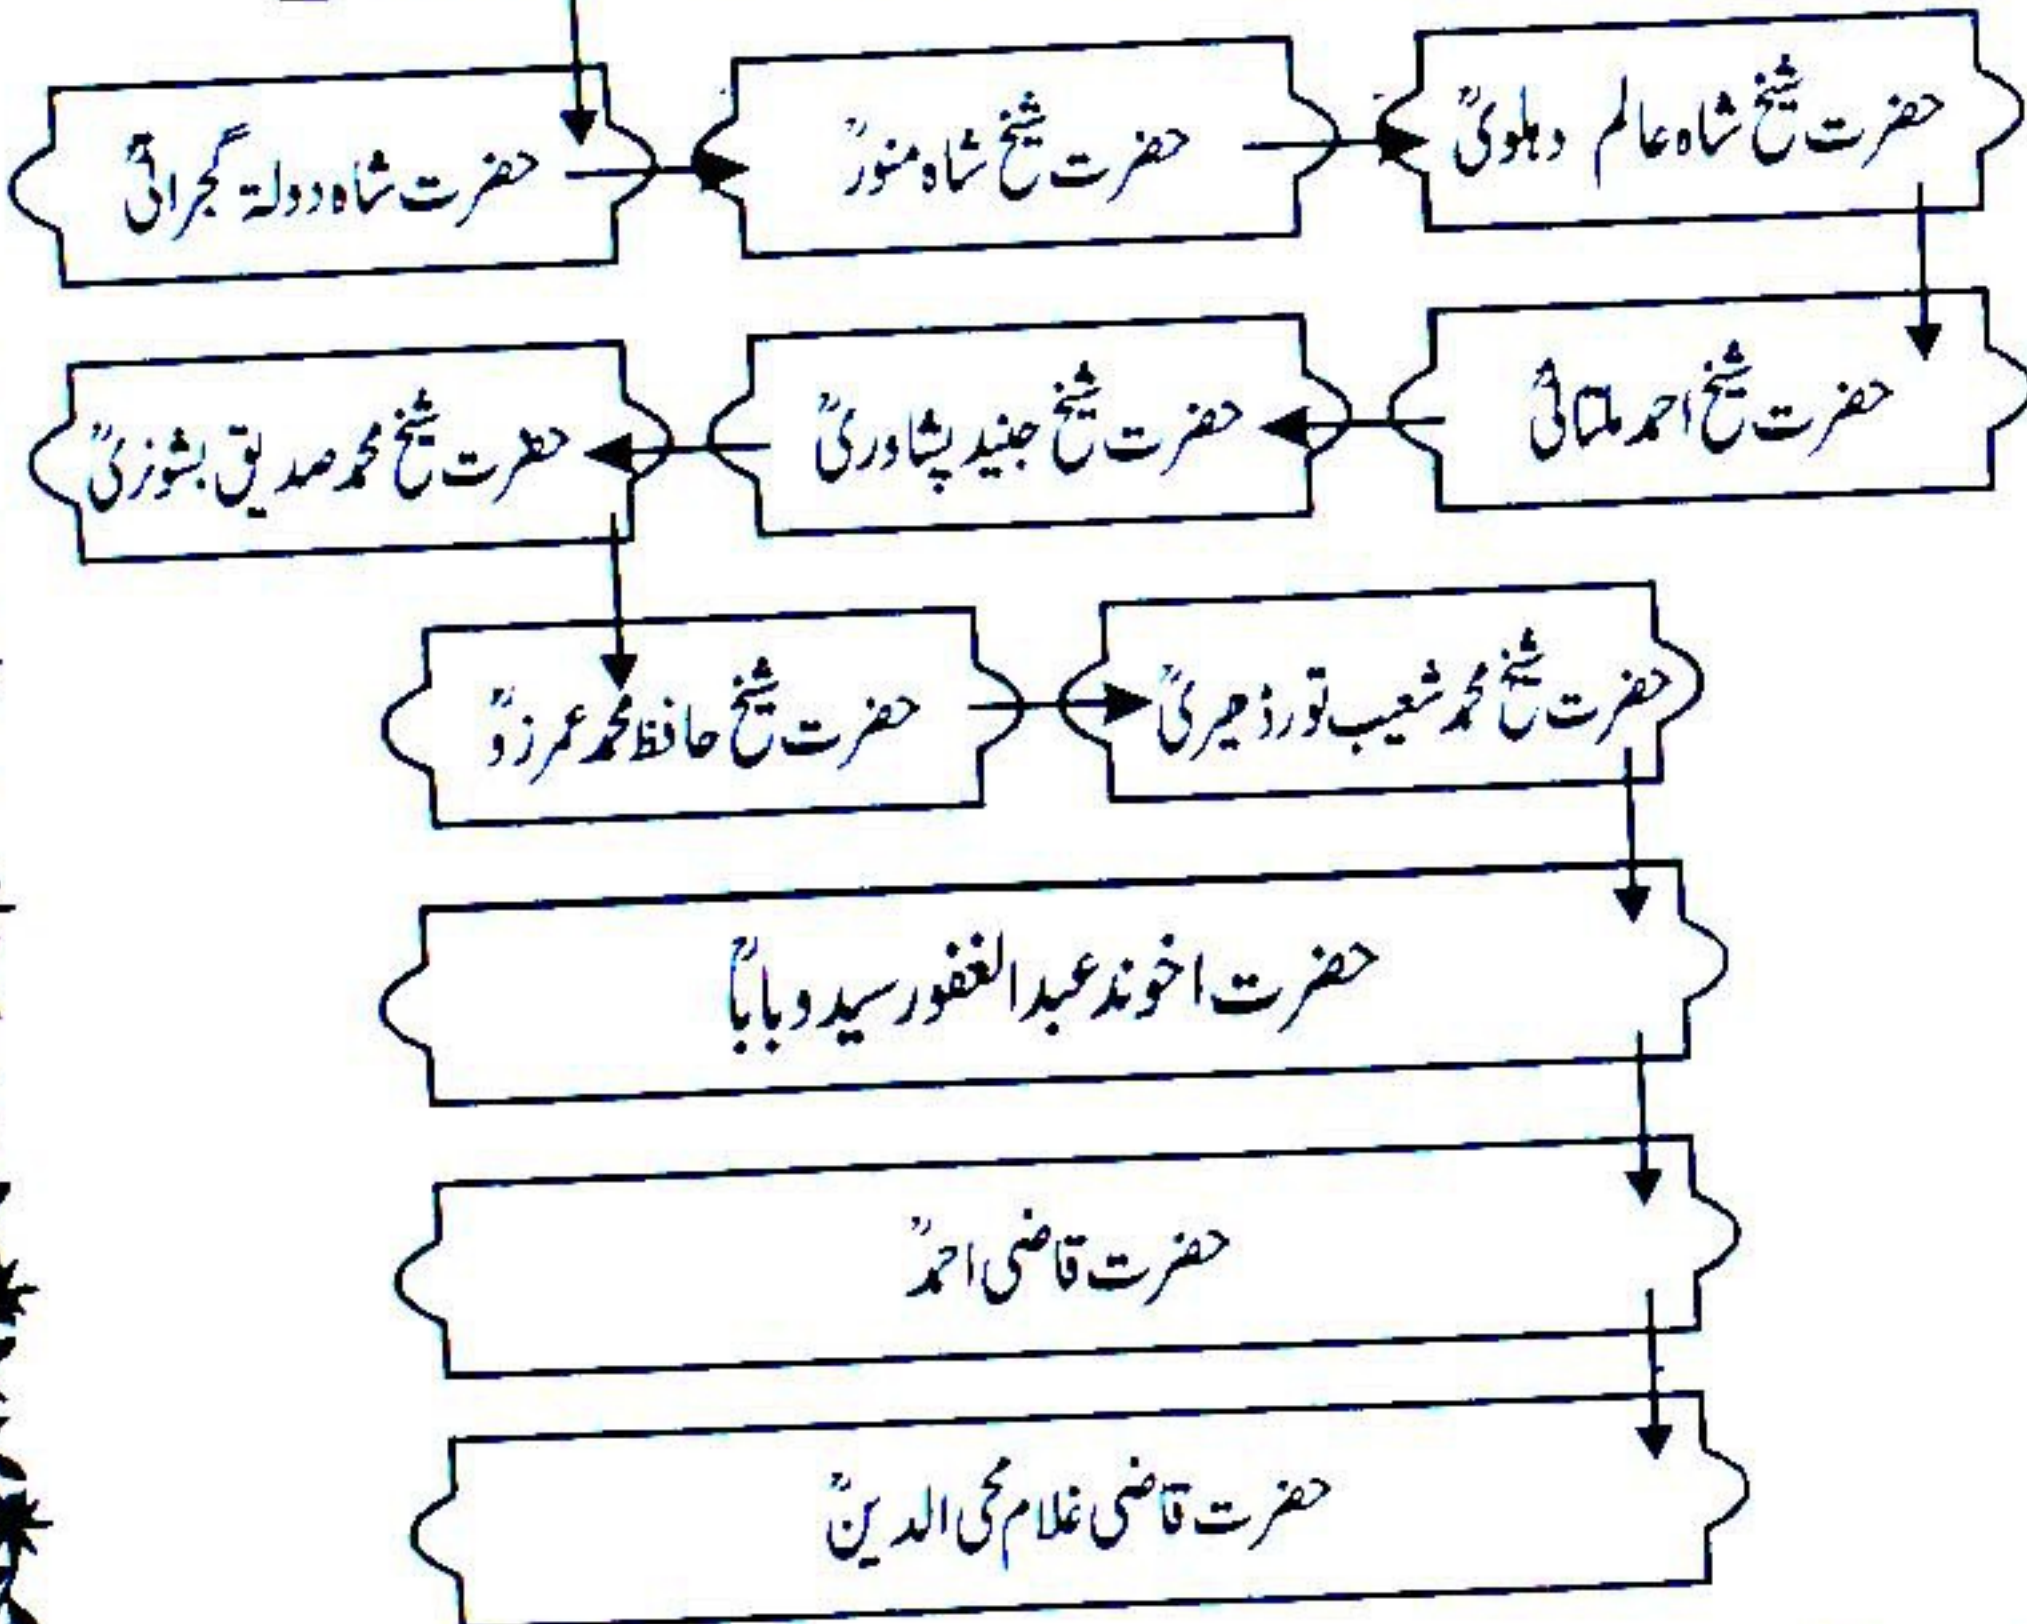 حضرت شاہ دولۃ گجراتیؒ
حضرت شیخ شاہ منورؒ
حضرت شیخ شاہ عالم دہلویؒ
حضرت شیخ احمد ملتانیؒ
حضرت شیخ جنید پشاوریؒ
حضرت شیخ محمد صدیق بشونزیؒ
حضرت شیخ حافظ محمد عمرزوؒ
حضرت شیخ محمد شعیب تورڈھیریؒ
حضرت اخوند عبدالغفور سیدو باباؒ
حضرت قاضی احمدؒ
حضرت قاضی غلام محی الدینؒ